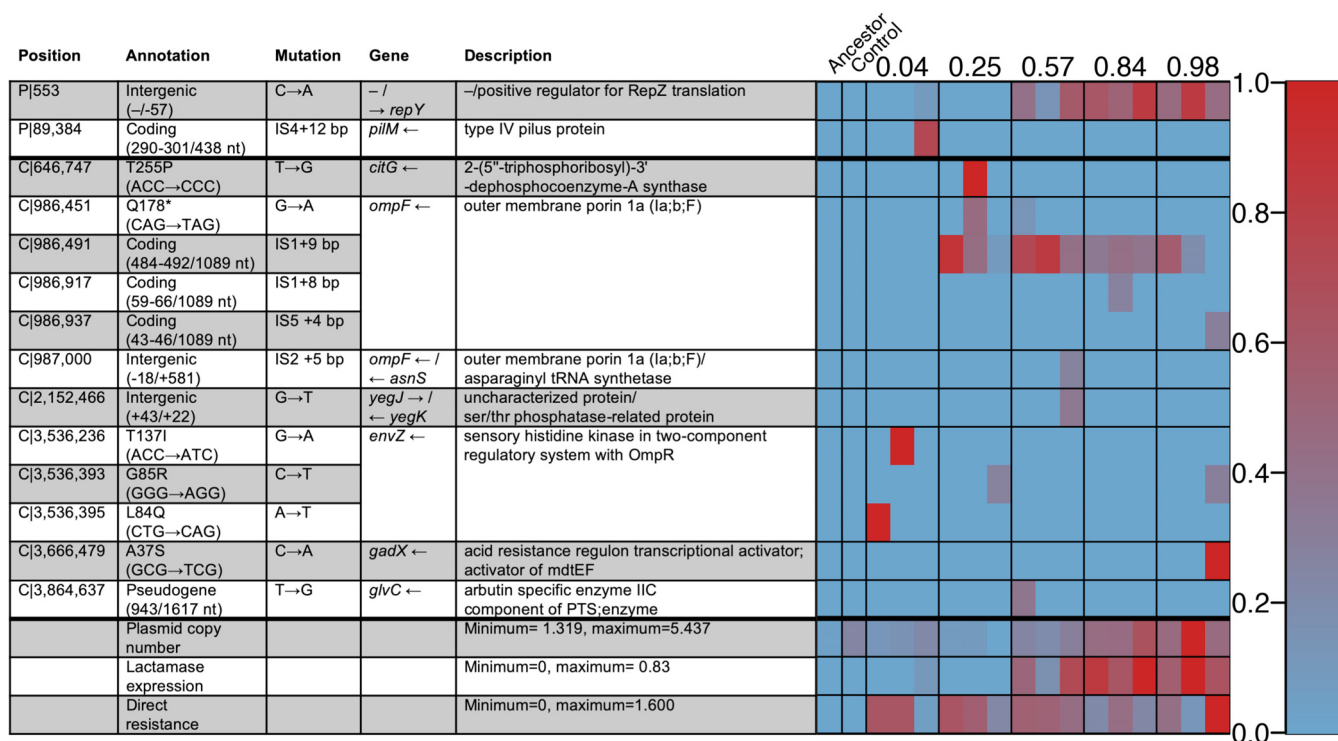 Ancestor
Control
0.04 0.25 0.57 0.84 0.98
Position Annotation Mutation Gene Description
P|553 Intergenic C→A – / –/positive regulator for RepZ translation
(–/-57) → repY
P|89,384 Coding IS4+12 bp pilM ← type IV pilus protein
(290-301/438 nt)
C|646,747 T255P T→G citG ← 2-(5"-triphosphoribosyl)-3'
(ACC→CCC) -dephosphocoenzyme-A synthase
C|986,451 Q178* G→A ompF ← outer membrane porin 1a (Ia;b;F)
(CAG→TAG)
C|986,491 Coding IS1+9 bp
(484-492/1089 nt)
C|986,917 Coding IS1+8 bp
(59-66/1089 nt)
C|986,937 Coding IS5 +4 bp
(43-46/1089 nt)
C|987,000 Intergenic IS2 +5 bp ompF ← / outer membrane porin 1a (Ia;b;F)/
(-18/+581) ← asnS asparaginyl tRNA synthetase
C|2,152,466 Intergenic G→T yegJ → / uncharacterized protein/
(+43/+22) ← yegK ser/thr phosphatase-related protein
C|3,536,236 T137I G→A envZ ← sensory histidine kinase in two-component
(ACC→ATC) regulatory system with OmpR
C|3,536,393 G85R C→T
(GGG→AGG)
C|3,536,395 L84Q A→T
(CTG→CAG)
C|3,666,479 A37S C→A gadX ← acid resistance regulon transcriptional activator;
(GCG→TCG) activator of mdtEF
C|3,864,637 Pseudogene T→G glvC ← arbutin specific enzyme IIC
(943/1617 nt) component of PTS;enzyme
Plasmid copy Minimum= 1.319, maximum=5.437
number
Lactamase Minimum=0, maximum= 0.83
expression
Direct Minimum=0, maximum=1.600
resistance
1.0
0.8
0.6
0.4
0.2
0.0